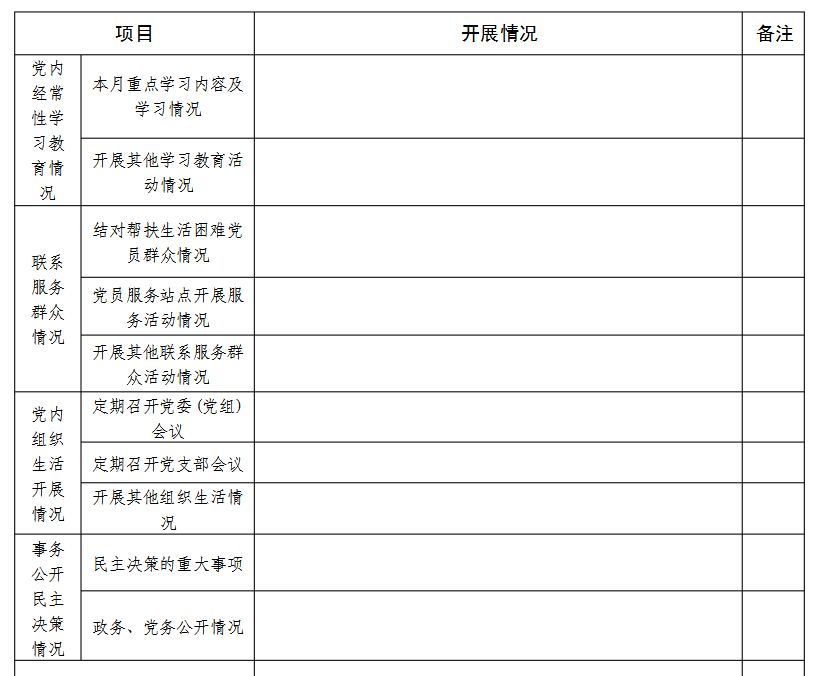 项目 开展情况 备注
党内
经常
性学
习教
育情
况
本月重点学习内容及
学习情况
开展其他学习教育活
动情况
联系
服务
群众
情况
结对帮扶生活困难党
员群众情况
党员服务站点开展服
务活动情况
开展其他联系服务群
众活动情况
党内
组织
生活
开展
情况
定期召开党委(党组)
会议
定期召开党支部会议
开展其他组织生活情
况
事务
公开
民主
决策
情况
民主决策的重大事项
政务、党务公开情况